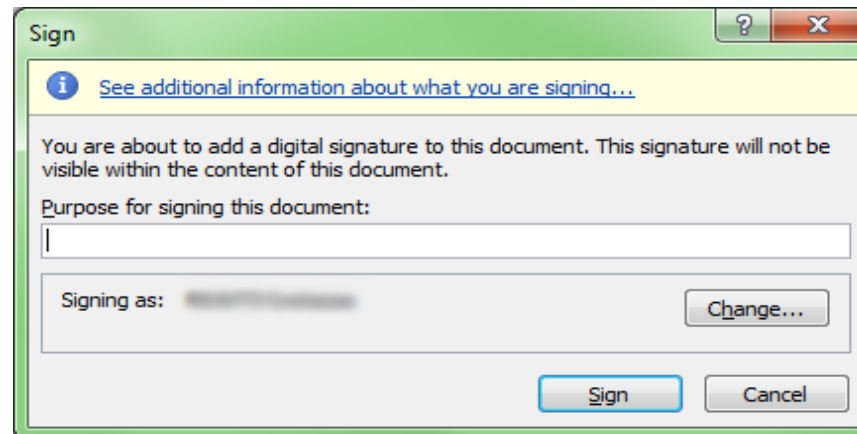 Sign
See additional information about what you are signing...
You are about to add a digital signature to this document. This signature will not be
visible within the content of this document.
Purpose for signing this document:
Signing as:
Change...
Sign
Cancel